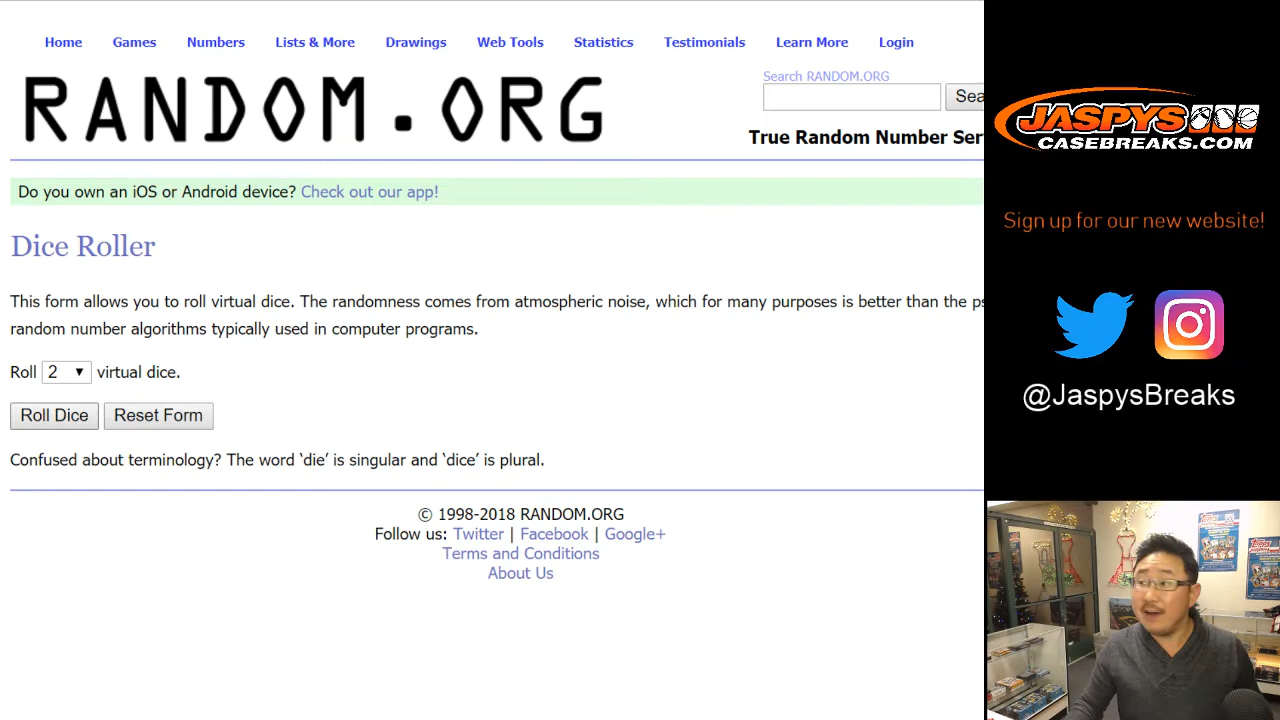 Home Games Numbers Lists & More Drawings Web Tools Statistics Testimonials Learn More Login
RANDOM.ORG
Search RANDOM.ORG
Sea
True Random Number Ser
Do you own an iOS or Android device? Check out our app!
Dice Roller
This form allows you to roll virtual dice. The randomness comes from atmospheric noise, which for many purposes is better than the ps
random number algorithms typically used in computer programs.
Roll 2 virtual dice.
Roll Dice Reset Form
Confused about terminology? The word ‘die’ is singular and ‘dice’ is plural.
© 1998-2018 RANDOM.ORG
Follow us: Twitter | Facebook | Google+
Terms and Conditions
About Us
JASPYS
CASEBREAKS.COM
Sign up for our new website!
@JaspysBreaks
topps
topps